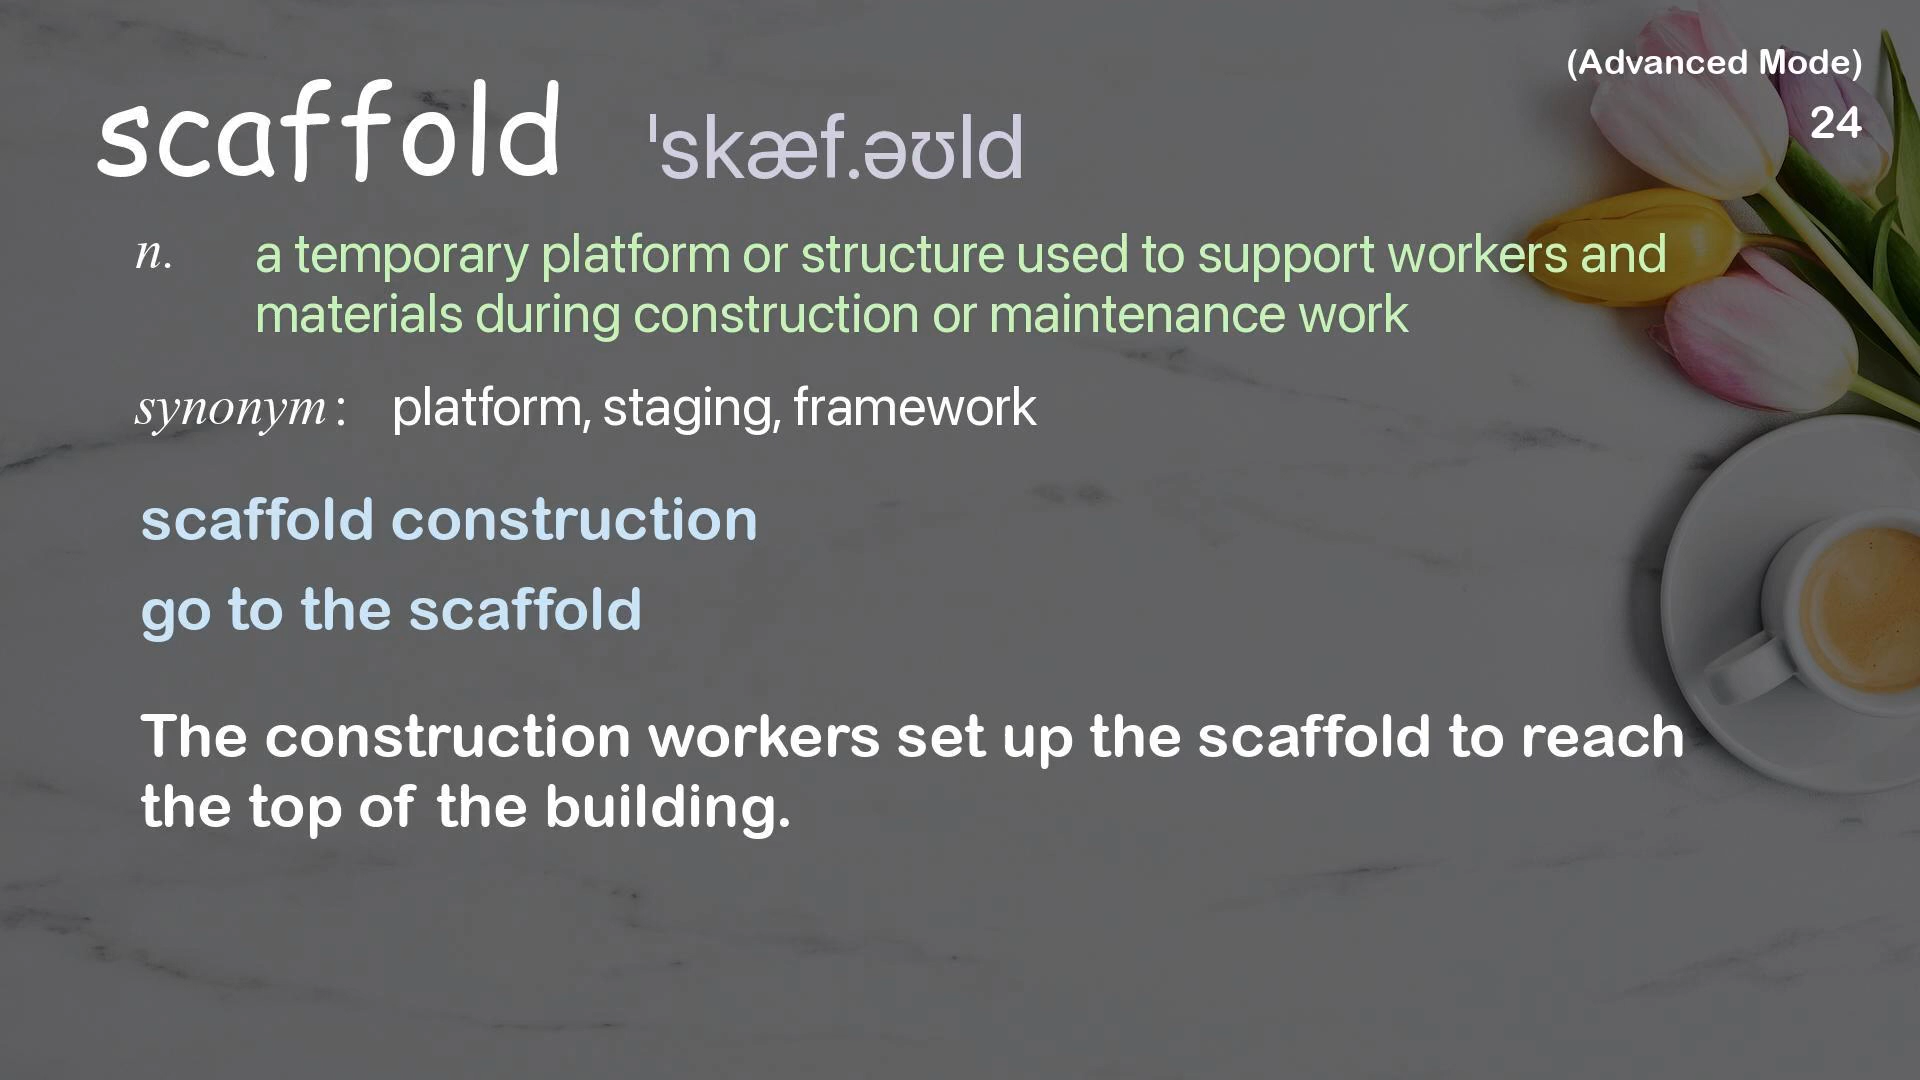 (Advanced Mode)
24
scaffold ˈskæf.əʊld
n. a temporary platform or structure used to support workers and
materials during construction or maintenance work
synonym: platform, staging, framework
scaffold construction
go to the scaffold
The construction workers set up the scaffold to reach
the top of the building.